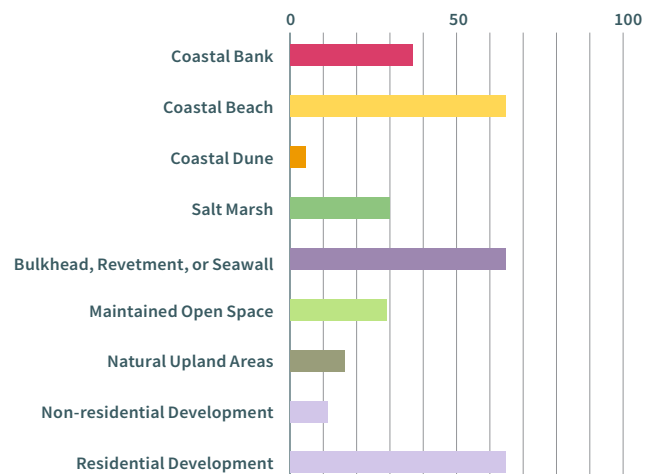 0 50 100
Coastal Bank
Coastal Beach
Coastal Dune
Salt Marsh
Bulkhead, Revetment, or Seawall
Maintained Open Space
Natural Upland Areas
Non-residential Development
Residential Development